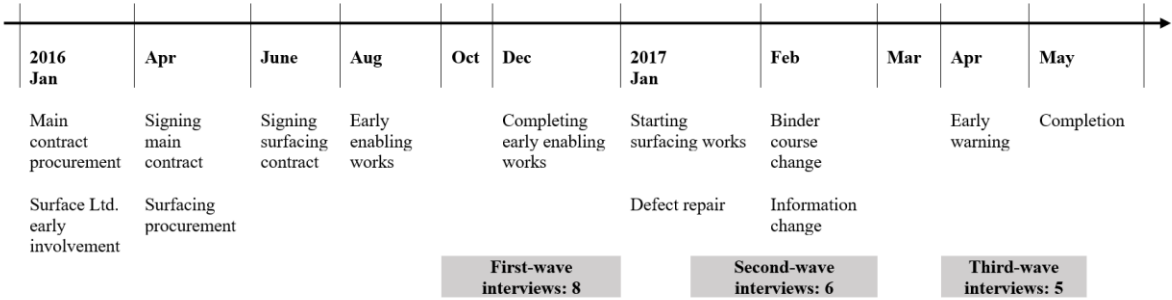 2016
Jan
Apr
June
Aug
Oct
Dec
2017
Jan
Feb
Mar
Apr
May
Main
contract
procurement
Signing
main
contract
Signing
surfacing
contract
Early
enabling
works
Completing
early enabling
works
Starting
surfacing works
Binder
course
change
Early
warning
Completion
Surface Ltd.
early
involvement
Surfacing
procurement
Defect repair
Information
change
First-wave
interviews: 8
Second-wave
interviews: 6
Third-wave
interviews: 5